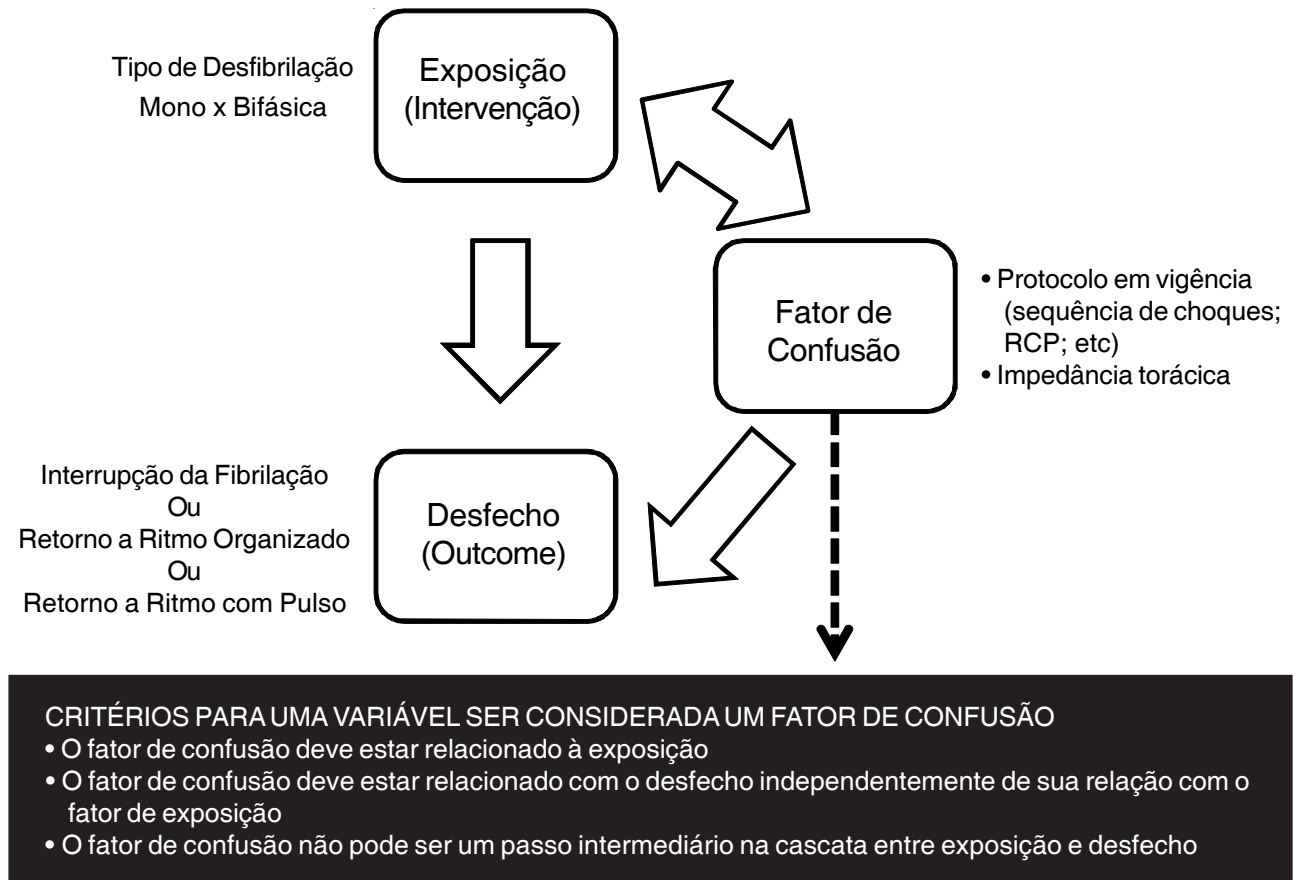 Tipo de Desfibrilação
Mono x Bifásica
Exposição
(Intervenção)
Fator de
Confusão
• Protocolo em vigência
(sequência de choques;
RCP; etc)
• Impedância torácica
Interrupção da Fibrilação
Ou
Retorno a Ritmo Organizado
Ou
Retorno a Ritmo com Pulso
Desfecho
(Outcome)
CRITÉRIOS PARA UMA VARIÁVEL SER CONSIDERADA UM FATOR DE CONFUSÃO
• O fator de confusão deve estar relacionado à exposição
• O fator de confusão deve estar relacionado com o desfecho independentemente de sua relação com o
fator de exposição
• O fator de confusão não pode ser um passo intermediário na cascata entre exposição e desfecho